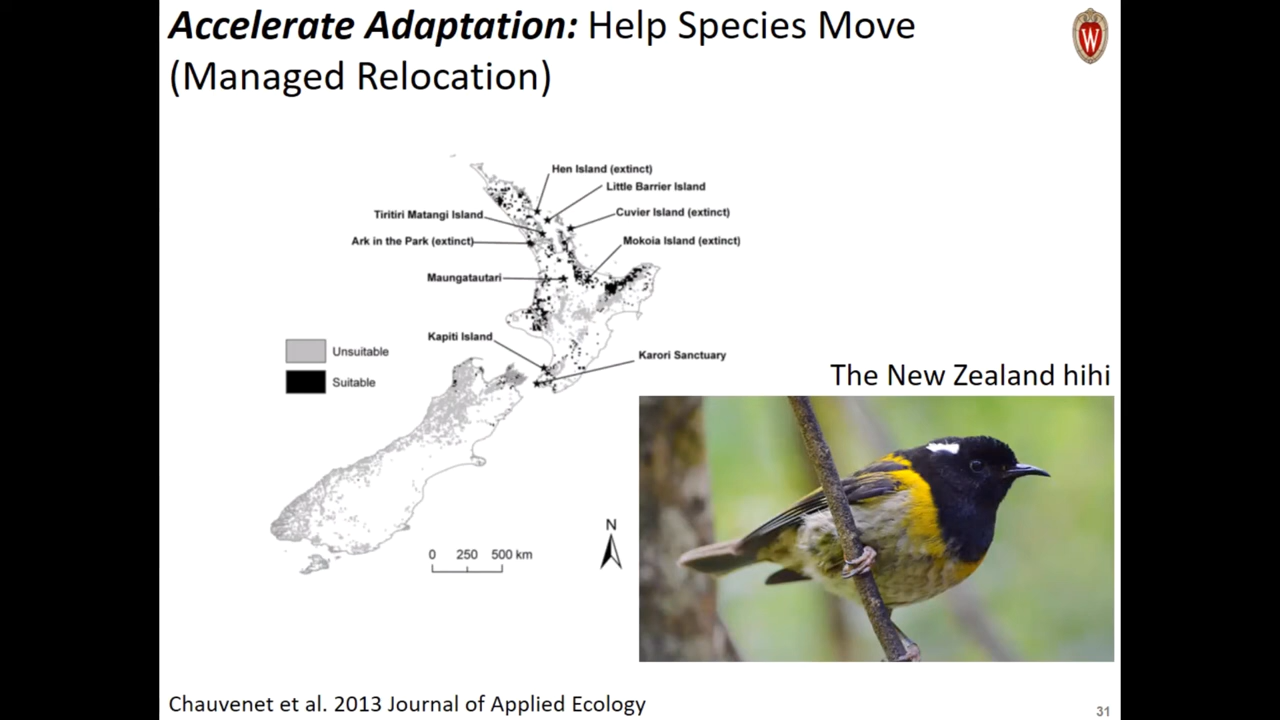 Accelerate Adaptation: Help Species Move
(Managed Relocation)
W
Hen Island (extinct)
Little Barrier Island
Tiritiri Matangi Island
Cuvier Island (extinct)
Ark in the Park (extinct)
Mokoia Island (extinct)
Maungatautari
Kapiti Island
Karori Sanctuary
Unsuitable
Suitable
The New Zealand hihi
N
0 250 500 km
Chauvenet et al. 2013 Journal of Applied Ecology
31